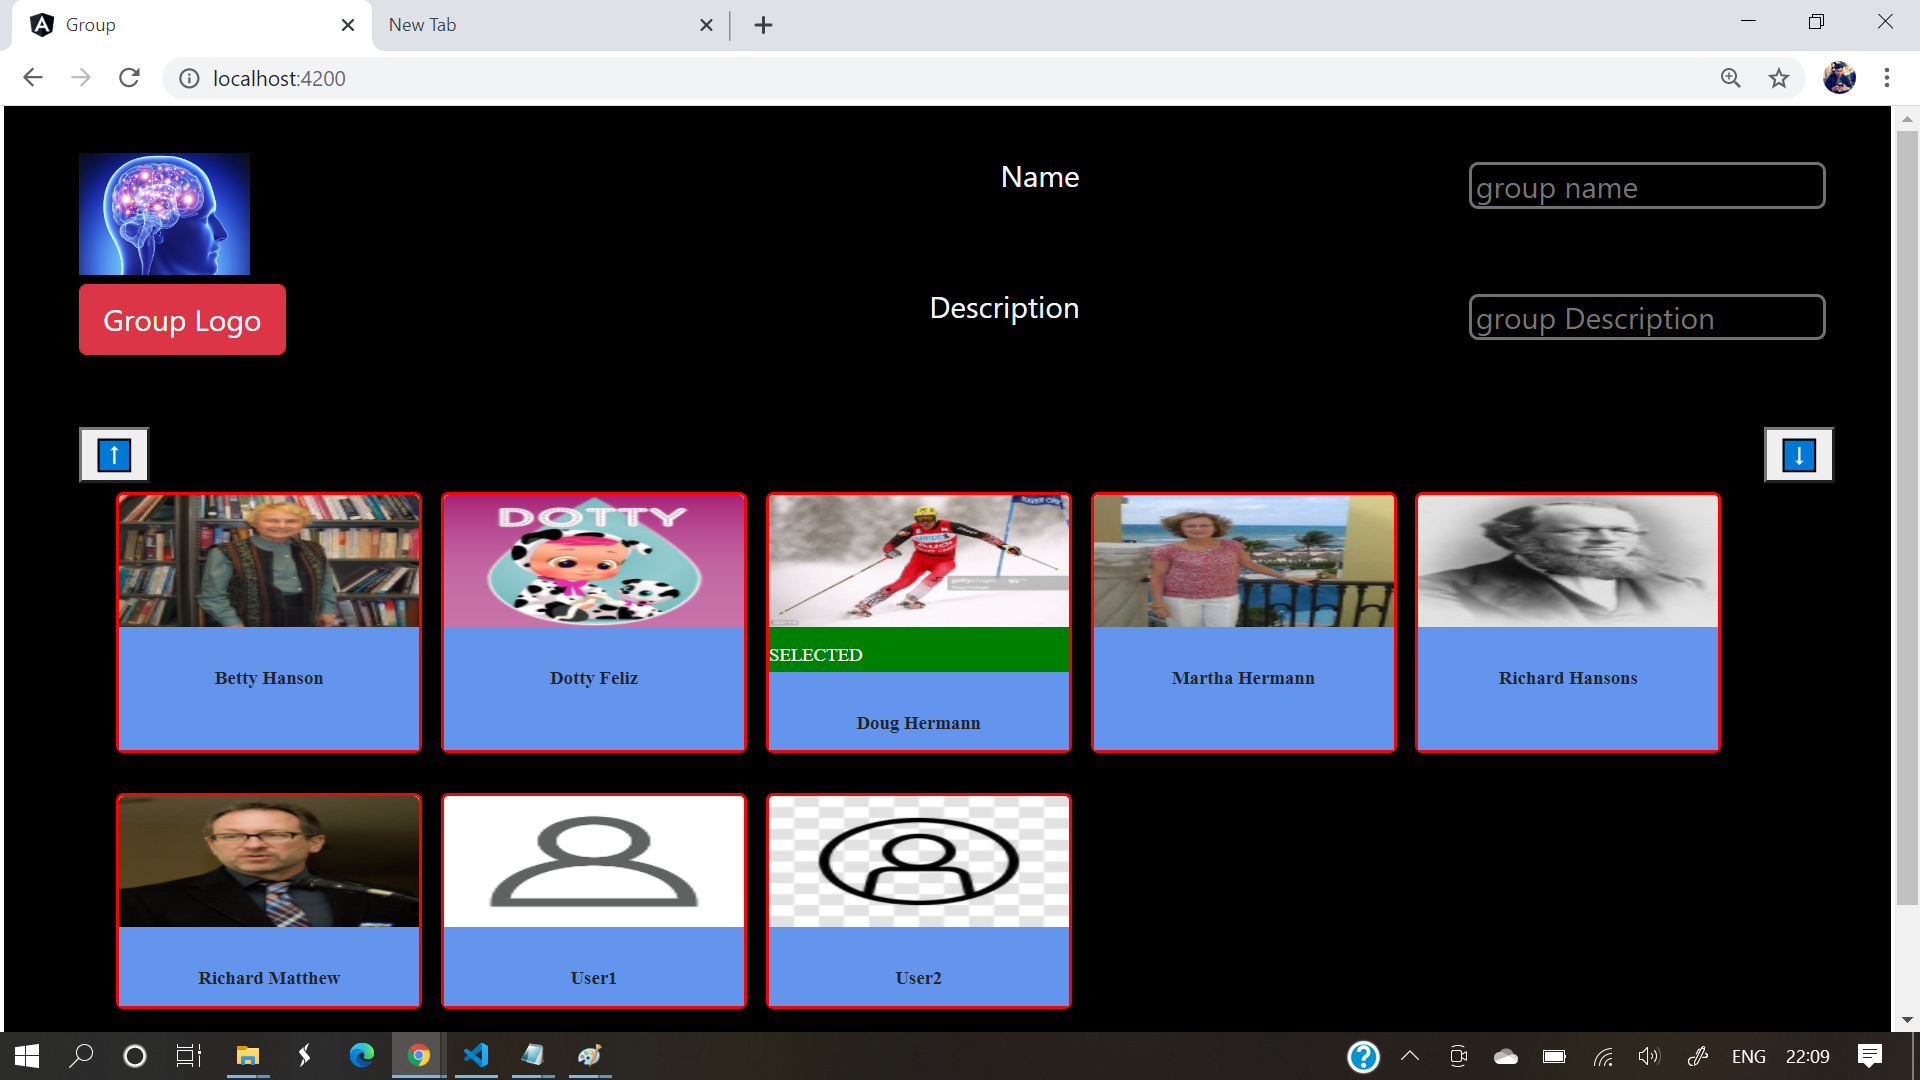 Group
New Tab
localhost:4200
Name
group name
Group Logo
Description
group Description
↑
↓
DOTTY
SELECTED
Betty Hanson
Dotty Feliz
Doug Hermann
Martha Hermann
Richard Hansons
Richard Matthew
User1
User2
ENG
22:09